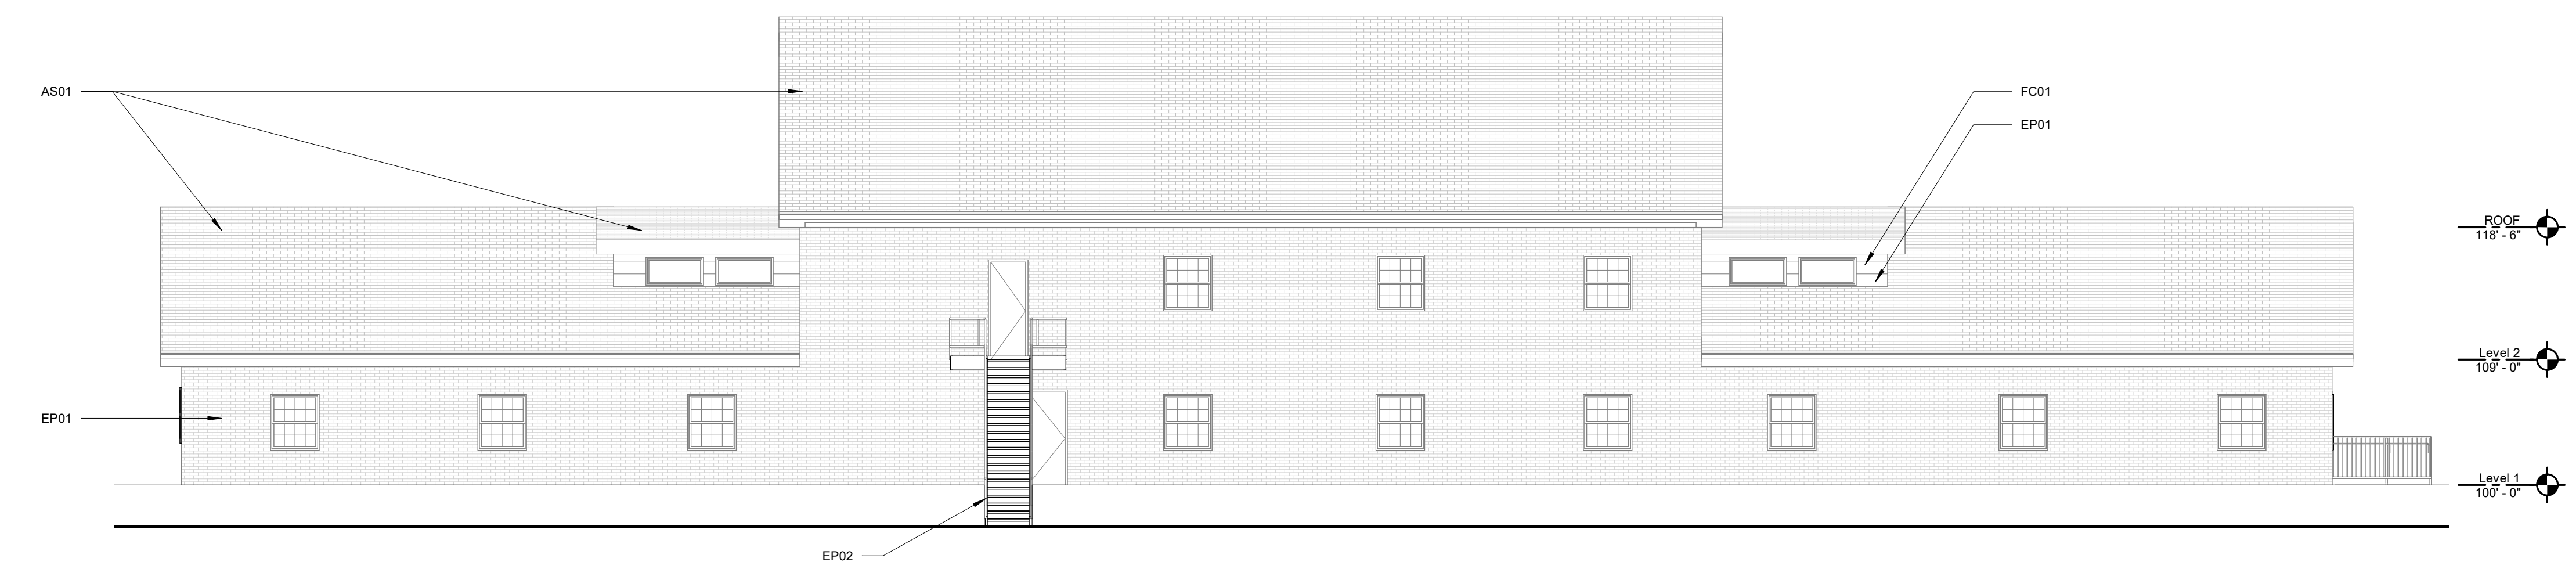 AS01
FC01
EP01
ROOF
118' - 6"
Level 2
109' - 0"
EP01
Level 1
100' - 0"
EP02